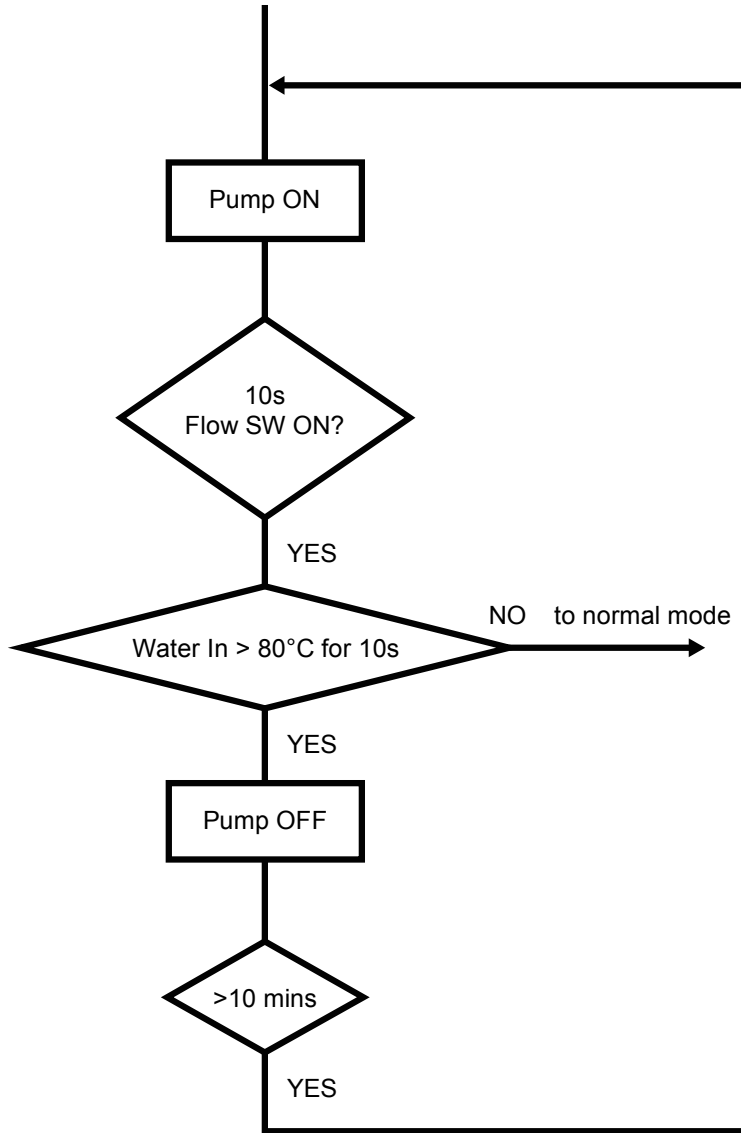 Pump ON
10s
Flow SW ON?
YES
Water In > 80°C for 10s
NO to normal mode
YES
Pump OFF
>10 mins
YES